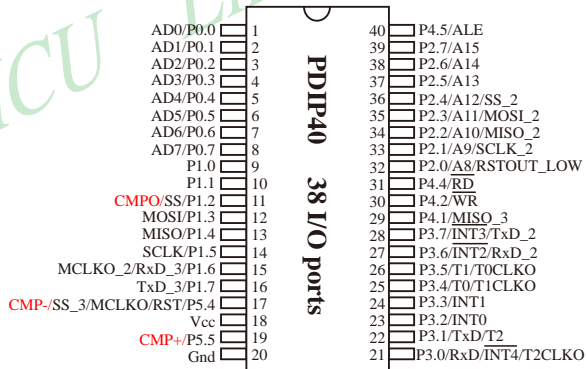 MCU Li
AD0/P0.0 1
AD1/P0.1 2
AD2/P0.2 3
AD3/P0.3 4
AD4/P0.4 5
AD5/P0.5 6
AD6/P0.6 7
AD7/P0.7 8
P1.0 9
P1.1 10
CMPO/SS/P1.2 11
MOSI/P1.3 12
MISO/P1.4 13
SCLK/P1.5 14
MCLKO_2/RxD_3/P1.6 15
TxD_3/P1.7 16
CMP-/SS_3/MCLKO/RST/P5.4 17
Vcc 18
CMP+/P5.5 19
Gnd 20
PDIP40 38 I/O ports
40 P4.5/ALE
39 P2.7/A15
38 P2.6/A14
37 P2.5/A13
36 P2.4/A12/SS_2
35 P2.3/A11/MOSI_2
34 P2.2/A10/MISO_2
33 P2.1/A9/SCLK_2
32 P2.0/A8/RSTOUT_LOW
31 P4.4/RD
30 P4.2/WR
29 P4.1/MISO_3
28 P3.7/INT3/TxD_2
27 P3.6/INT2/RxD_2
26 P3.5/T1/T0CLKO
25 P3.4/T0/T1CLKO
24 P3.3/INT1
23 P3.2/INT0
22 P3.1/TxD/T2
21 P3.0/RxD/INT4/T2CLKO